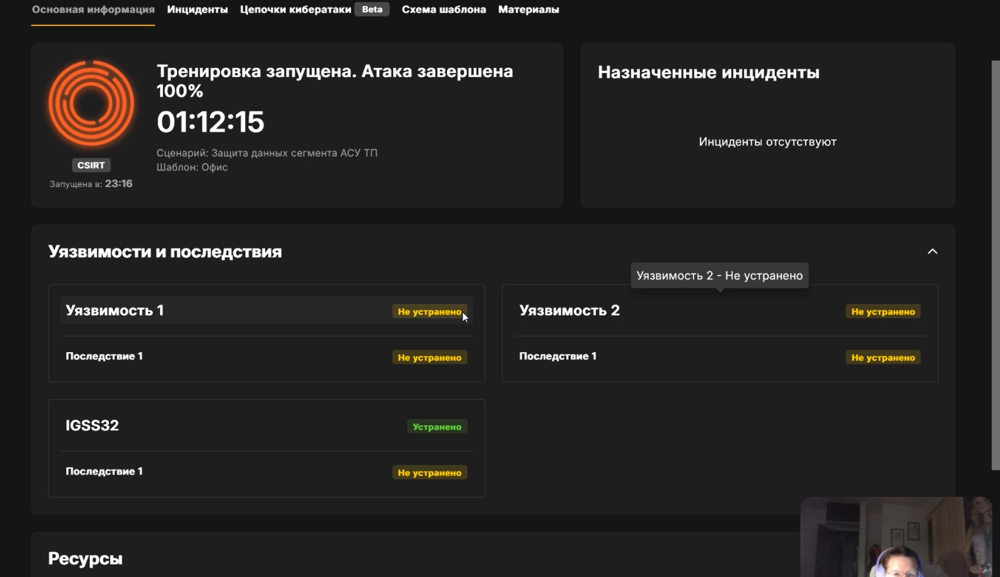 Основная информация Инциденты Цепочки кибератаки Beta Схема шаблона Материалы
Тренировка запущена. Атака завершена
100%
01:12:15
Сценарий: Защита данных сегмента АСУ ТП
Шаблон: Офис
CSIRT
Запущена в: 23:16
Назначенные инциденты
Инциденты отсутствуют
Уязвимости и последствия
Уязвимость 2 - Не устранено
Уязвимость 1 Не устранено
Последствие 1 Не устранено
Уязвимость 2 Не устранено
Последствие 1 Не устранено
IGSS32 Устранено
Последствие 1 Не устранено
Ресурсы